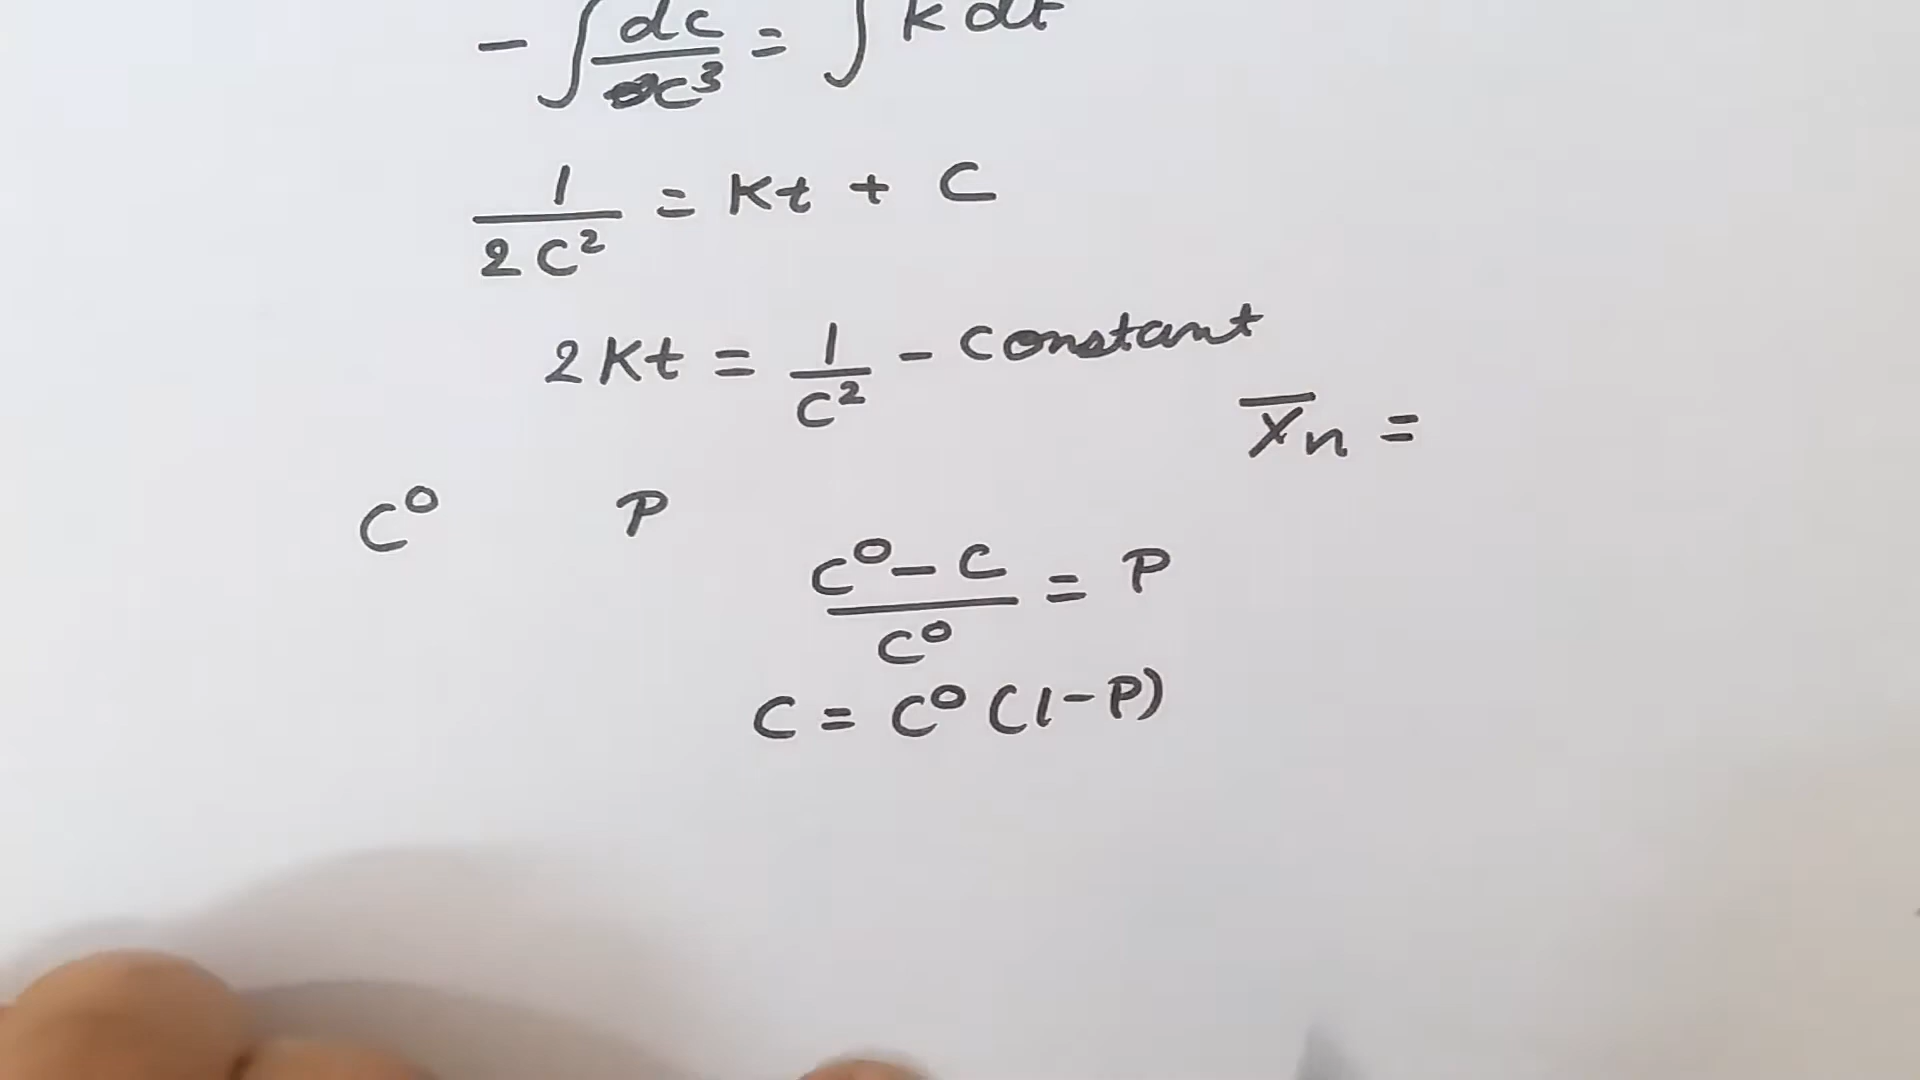 - ∫ dc/c³ = ∫ k dt
1/2C² = Kt + C
2Kt = 1/C² - Constant
X̅n =
C⁰ P
C⁰ - C/C⁰ = P
C = C⁰ (1-P)